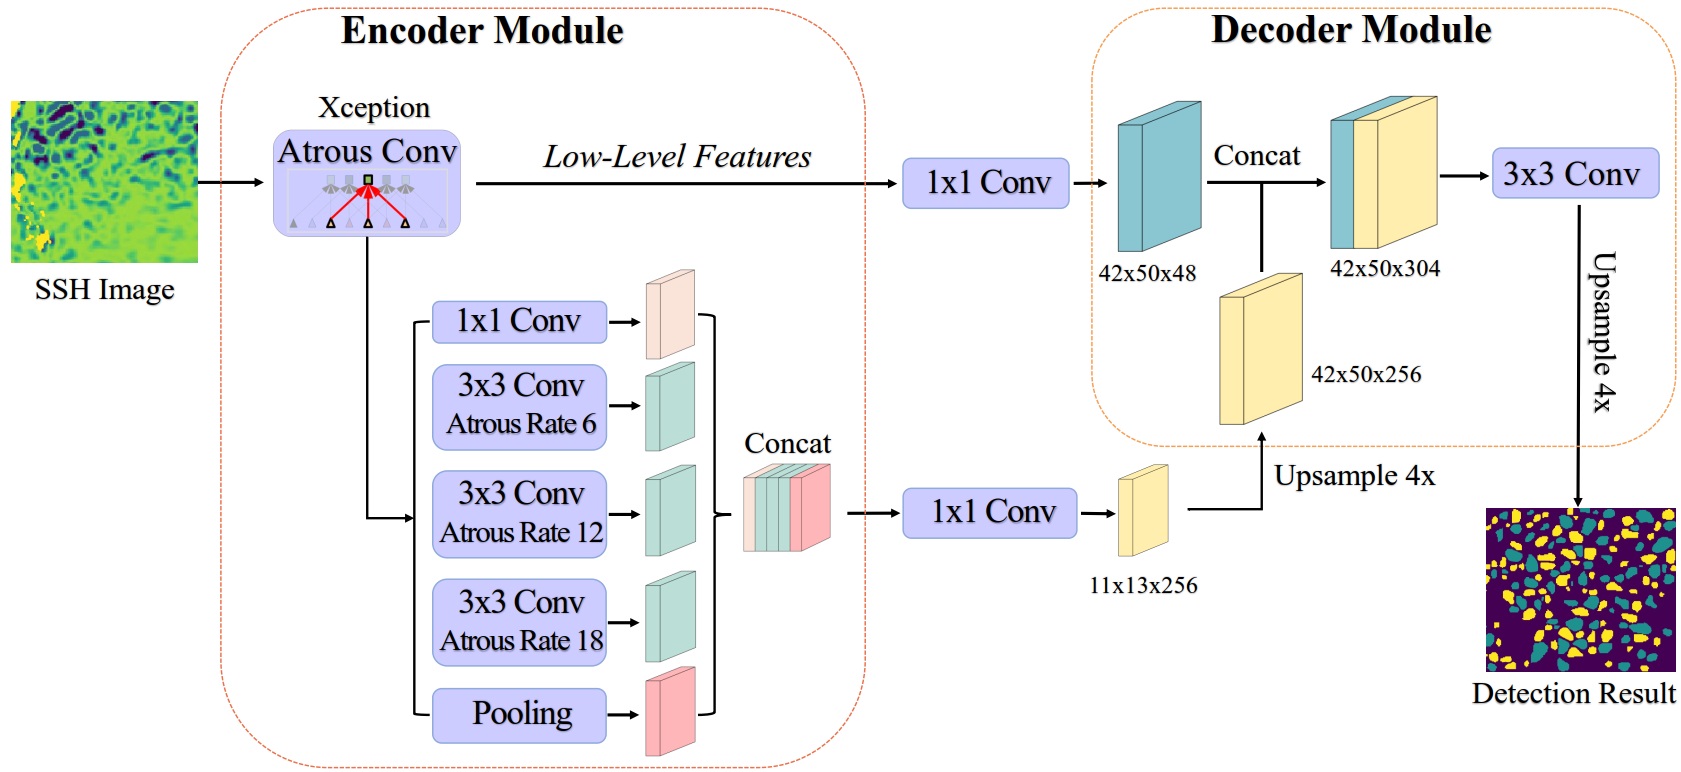 Encoder Module
Decoder Module
Xception
Atrous Conv
Low-Level Features
1x1 Conv
Concat
3x3 Conv
SSH Image
42x50x48
42x50x304
Upsample 4x
1x1 Conv
3x3 Conv
Atrous Rate 6
42x50x256
3x3 Conv
Atrous Rate 12
Concat
1x1 Conv
Upsample 4x
11x13x256
3x3 Conv
Atrous Rate 18
Pooling
Detection Result